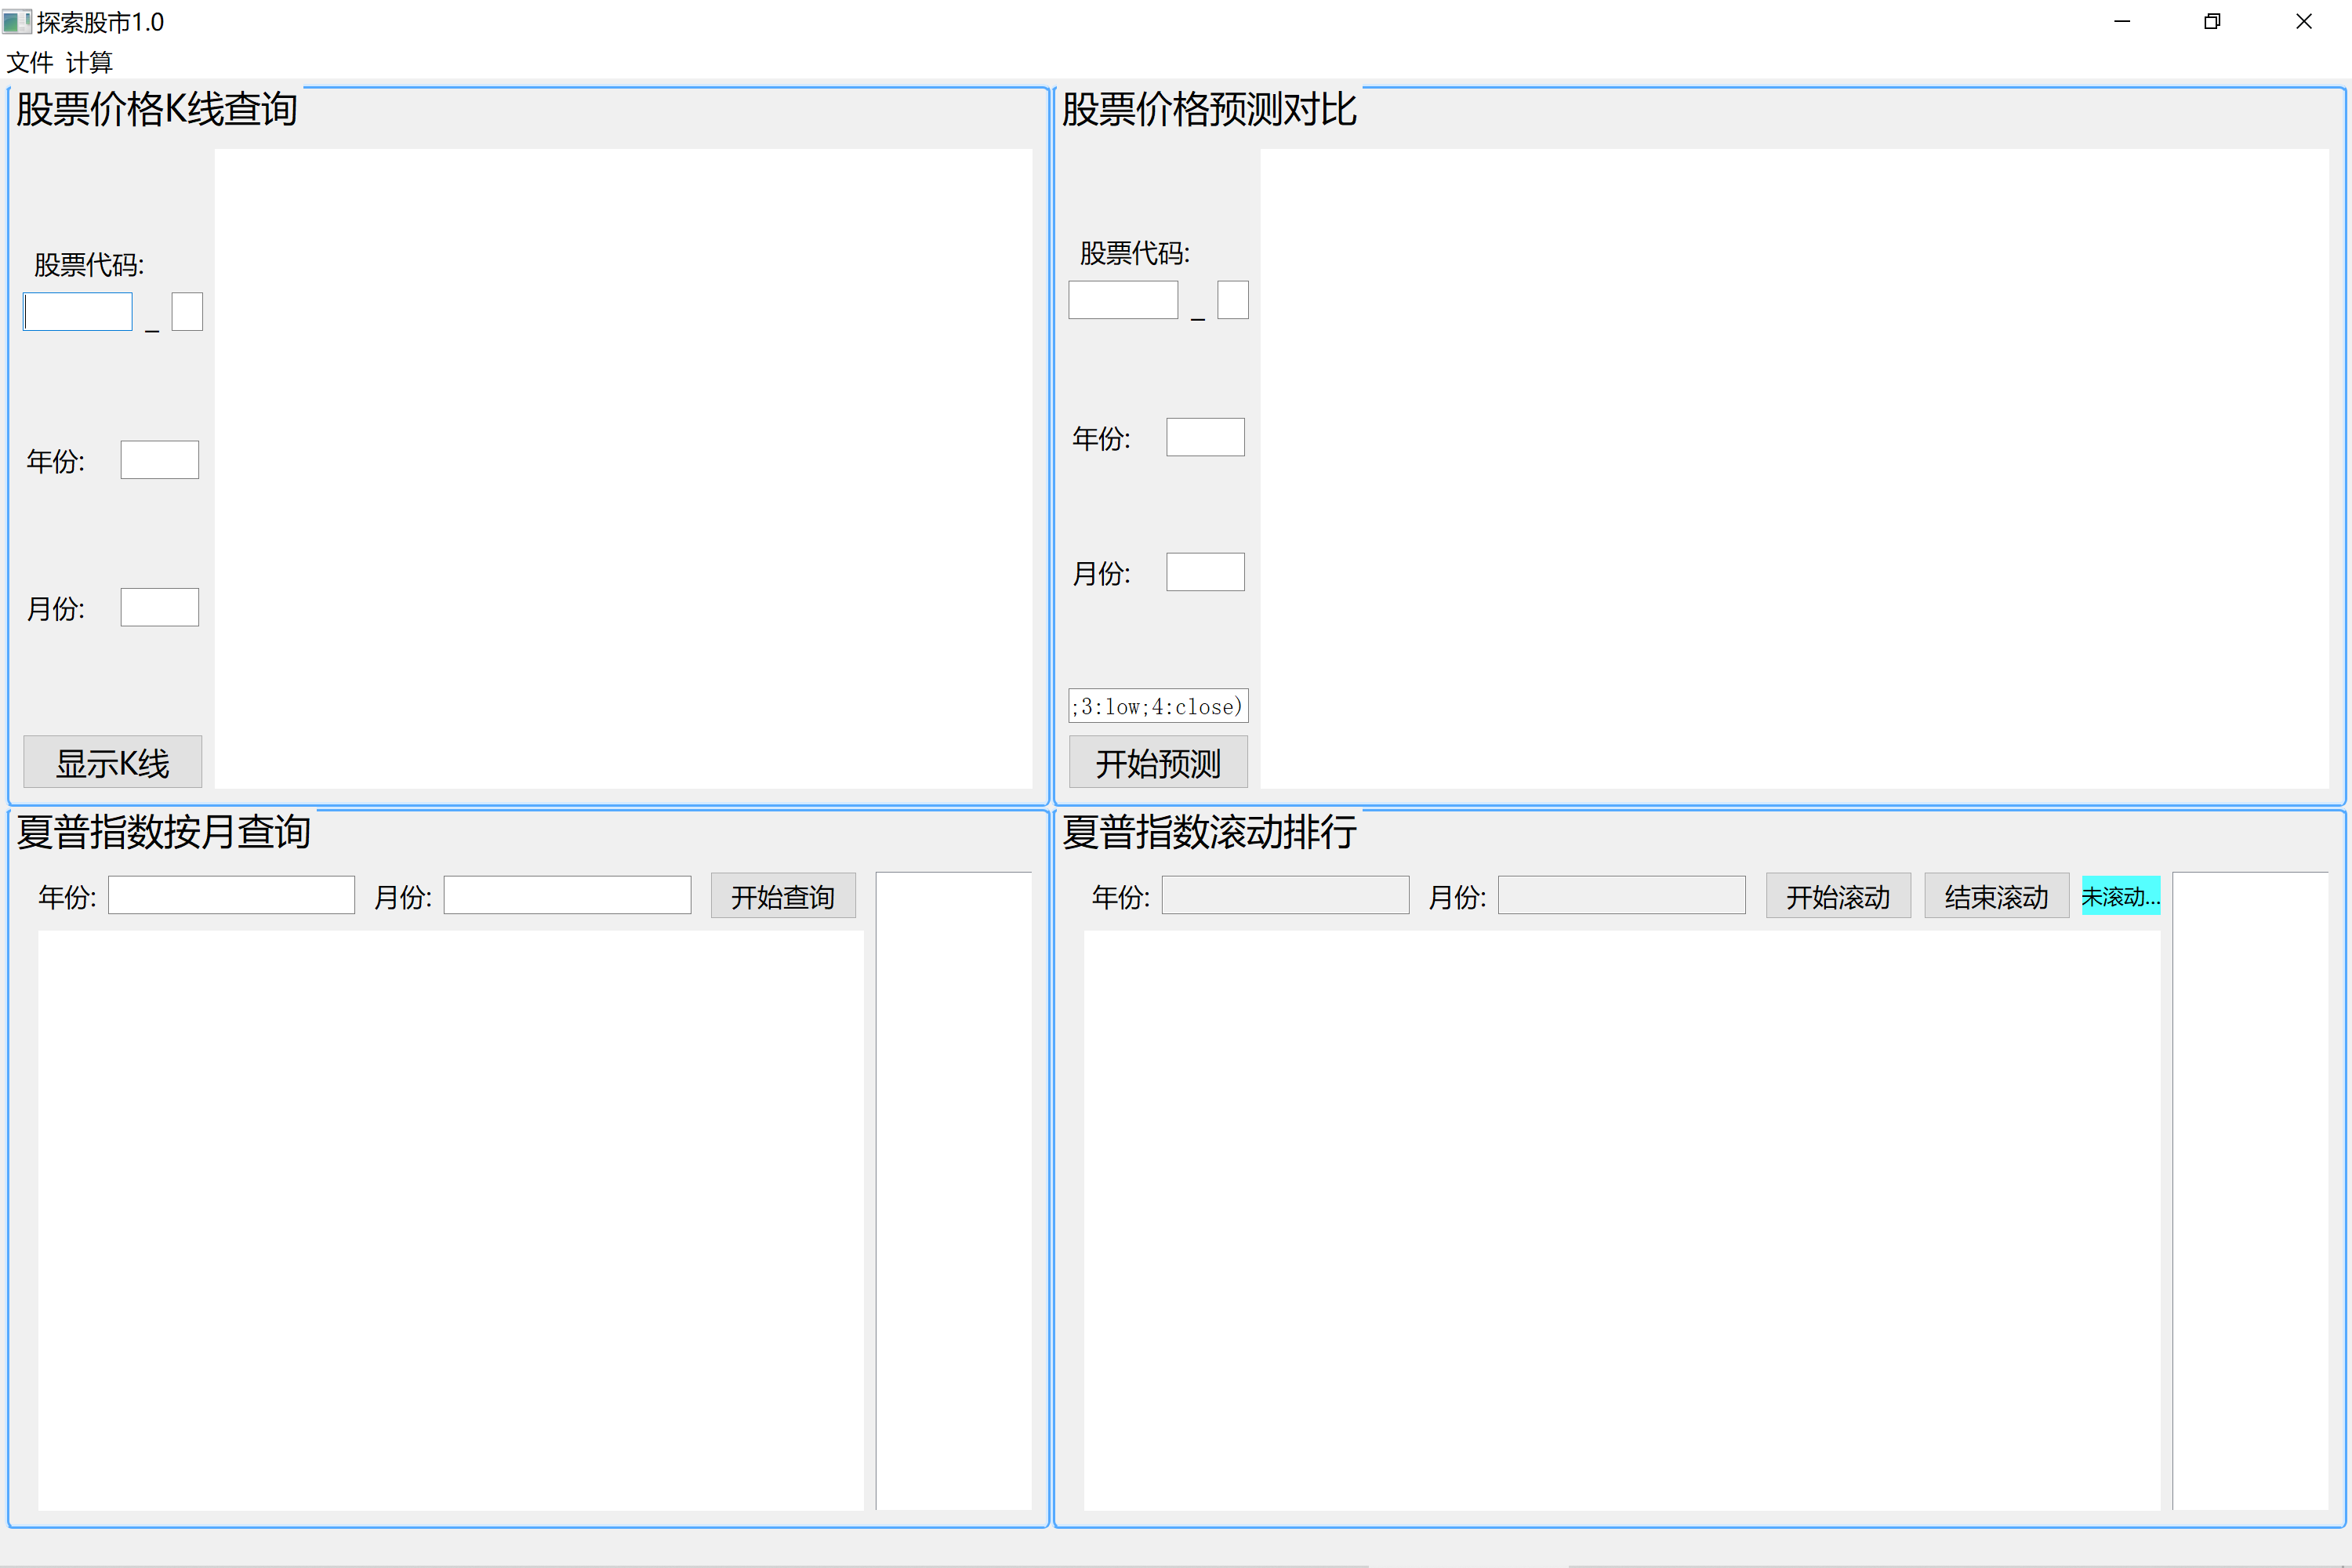 探索股市1.0
文件 计算
股票价格K线查询
股票代码:
_
年份:
月份:
显示K线
股票价格预测对比
股票代码:
_
年份:
月份:
;3:low;4:close)
开始预测
夏普指数按月查询
年份: 月份: 开始查询
夏普指数滚动排行
年份: 月份: 开始滚动 结束滚动 未滚动...